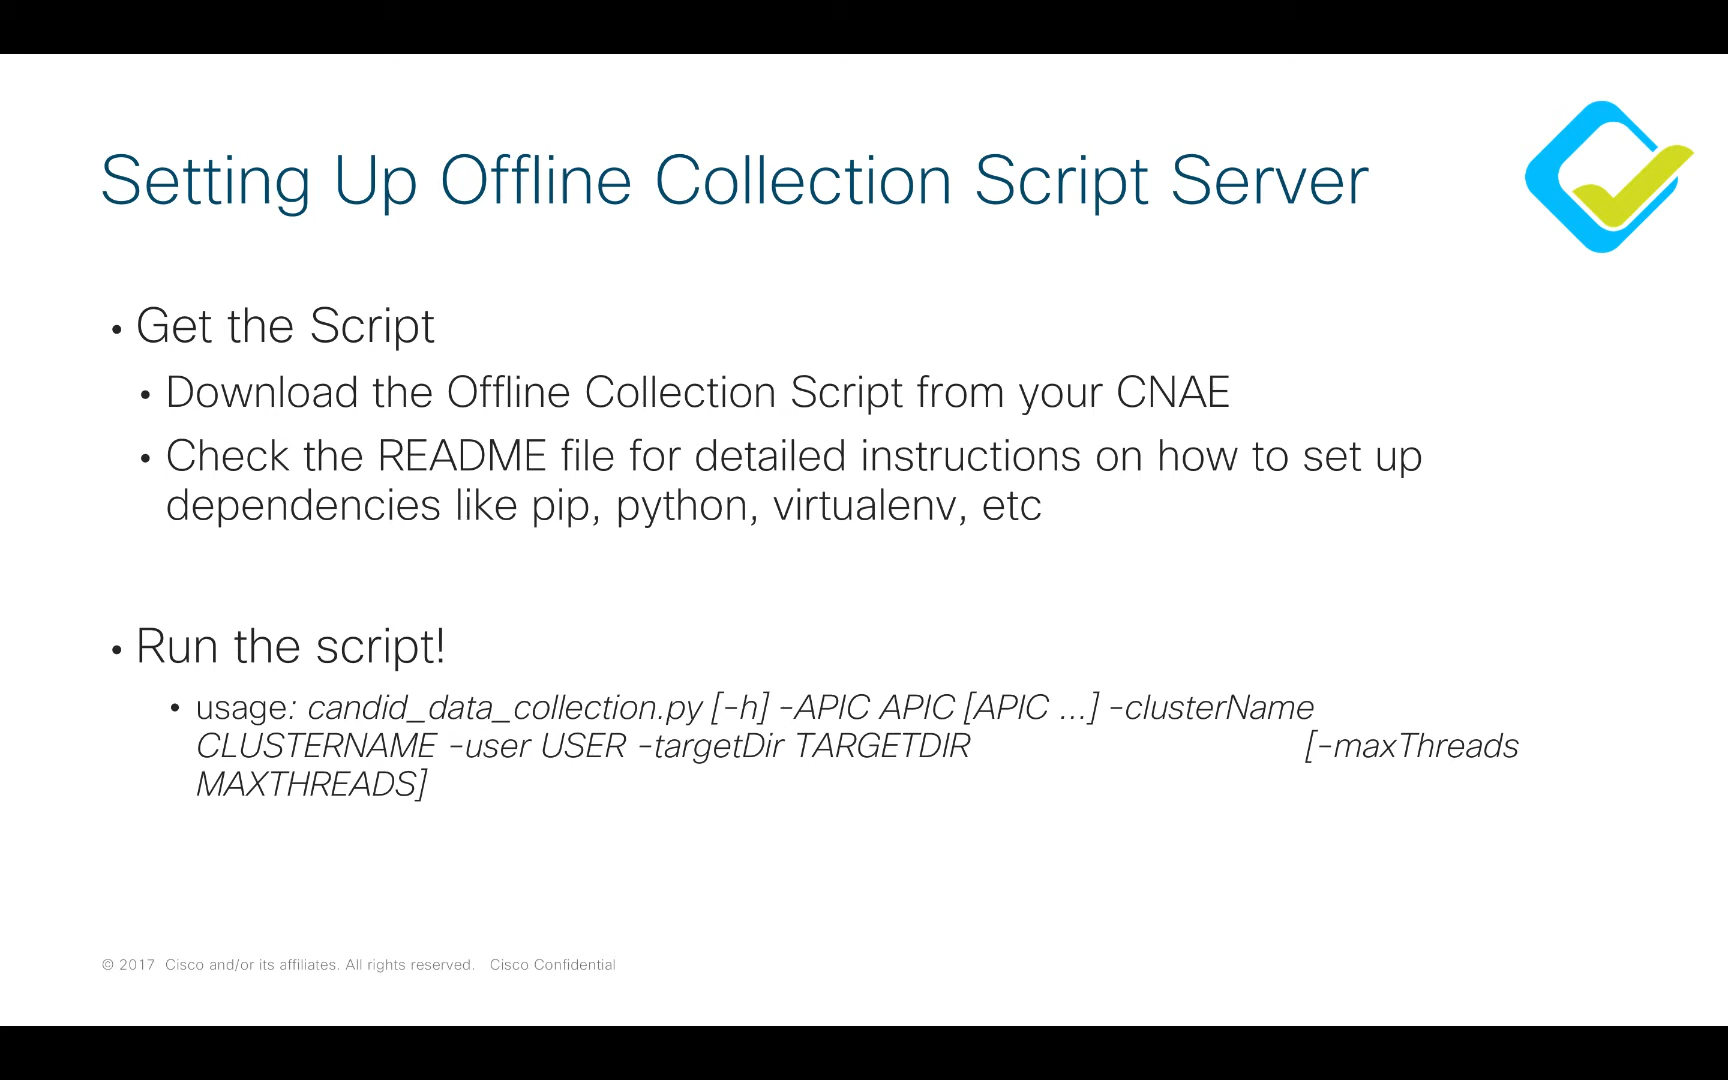 Setting Up Offline Collection Script Server
• Get the Script
• Download the Offline Collection Script from your CNAE
• Check the README file for detailed instructions on how to set up
dependencies like pip, python, virtualenv, etc
• Run the script!
• usage: candid_data_collection.py [-h] -APIC APIC [APIC ...] -clusterName
CLUSTERNAME -user USER -targetDir TARGETDIR [-maxThreads
MAXTHREADS]
© 2017 Cisco and/or its affiliates. All rights reserved. Cisco Confidential